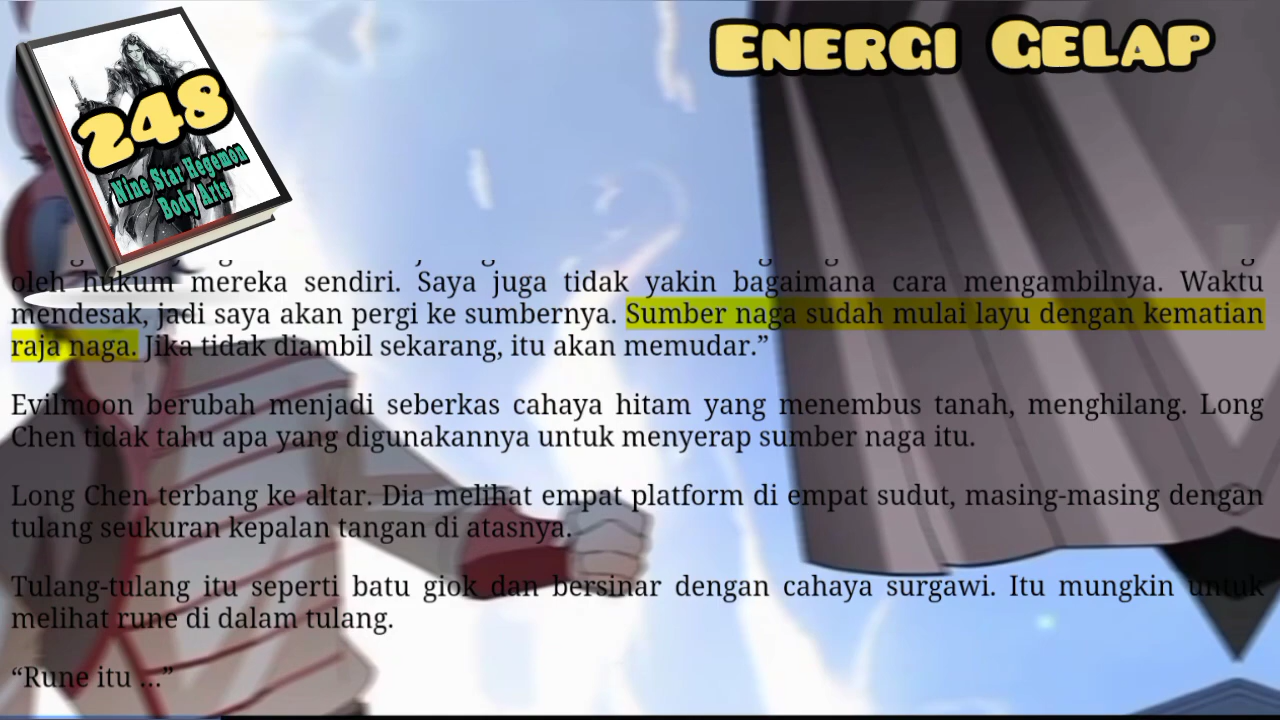 ENERGI GELAP
248
Nine Star Hegemon
Body Arts
oleh hukum mereka sendiri. Saya juga tidak yakin bagaimana cara mengambilnya. Waktu
mendesak, jadi saya akan pergi ke sumbernya. Sumber naga sudah mulai layu dengan kematian
raja naga. Jika tidak diambil sekarang, itu akan memudar.”
Evilmoon berubah menjadi seberkas cahaya hitam yang menembus tanah, menghilang. Long
Chen tidak tahu apa yang digunakannya untuk menyerap sumber naga itu.
Long Chen terbang ke altar. Dia melihat empat platform di empat sudut, masing-masing dengan
tulang seukuran kepalan tangan di atasnya.
Tulang-tulang itu seperti batu giok dan bersinar dengan cahaya surgawi. Itu mungkin untuk
melihat rune di dalam tulang.
“Rune itu ...”